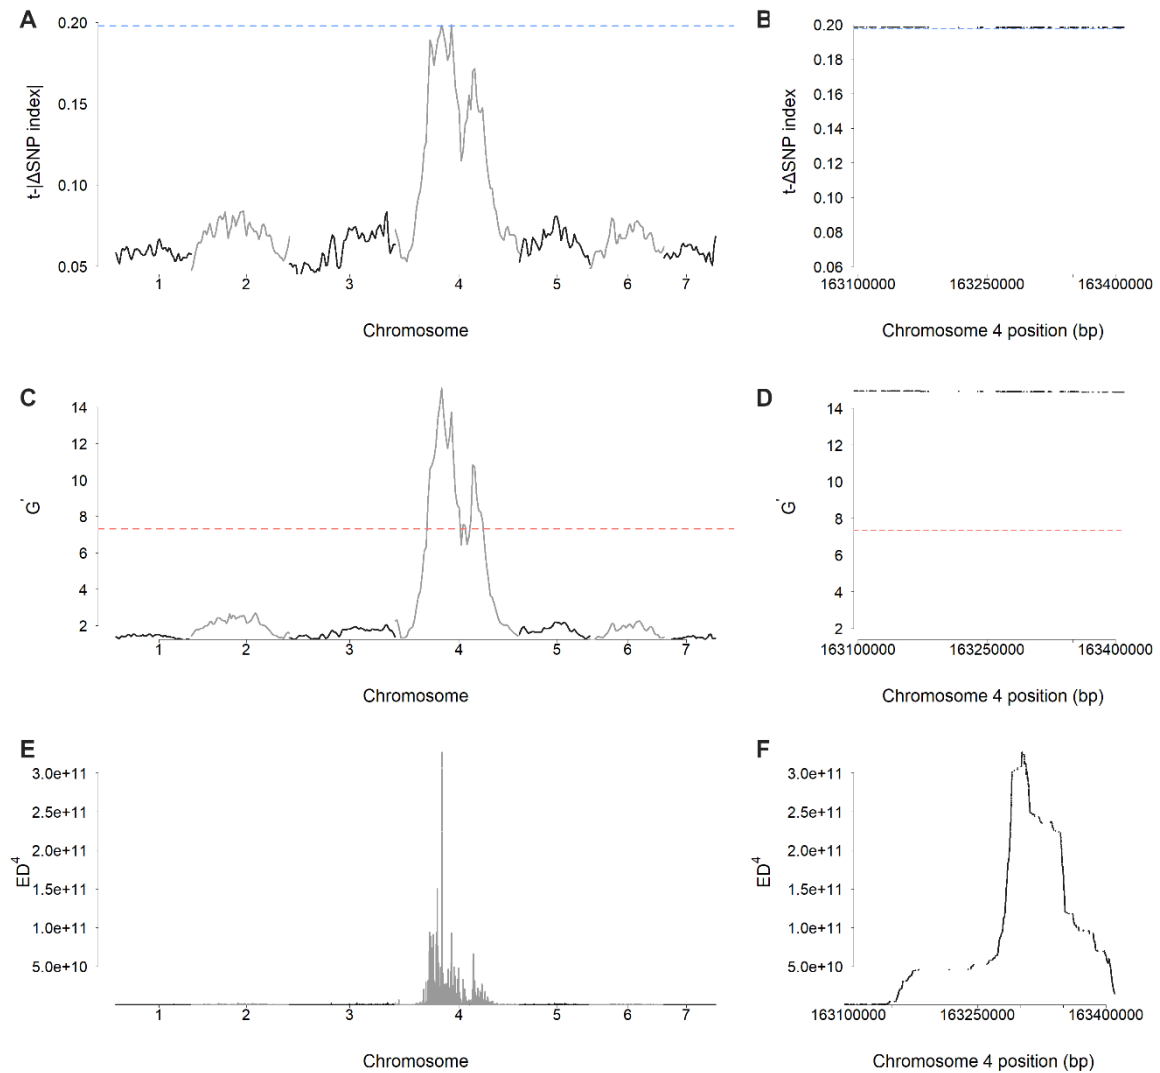 A
t-|ΔSNP index|
0.20
0.15
0.10
0.05
1 2 3 4 5 6 7
Chromosome
B
t-ΔSNP index
0.20
0.18
0.16
0.14
0.12
0.10
0.08
0.06
163100000 163250000 163400000
Chromosome 4 position (bp)
C
G'
14
12
10
8
6
4
2
1 2 3 4 5 6 7
Chromosome
D
G'
14
12
10
8
6
4
2
163100000 163250000 163400000
Chromosome 4 position (bp)
E
ED⁴
3.0e+11
2.5e+11
2.0e+11
1.5e+11
1.0e+11
5.0e+10
1 2 3 4 5 6 7
Chromosome
F
ED⁴
3.0e+11
2.5e+11
2.0e+11
1.5e+11
1.0e+11
5.0e+10
163100000 163250000 163400000
Chromosome 4 position (bp)